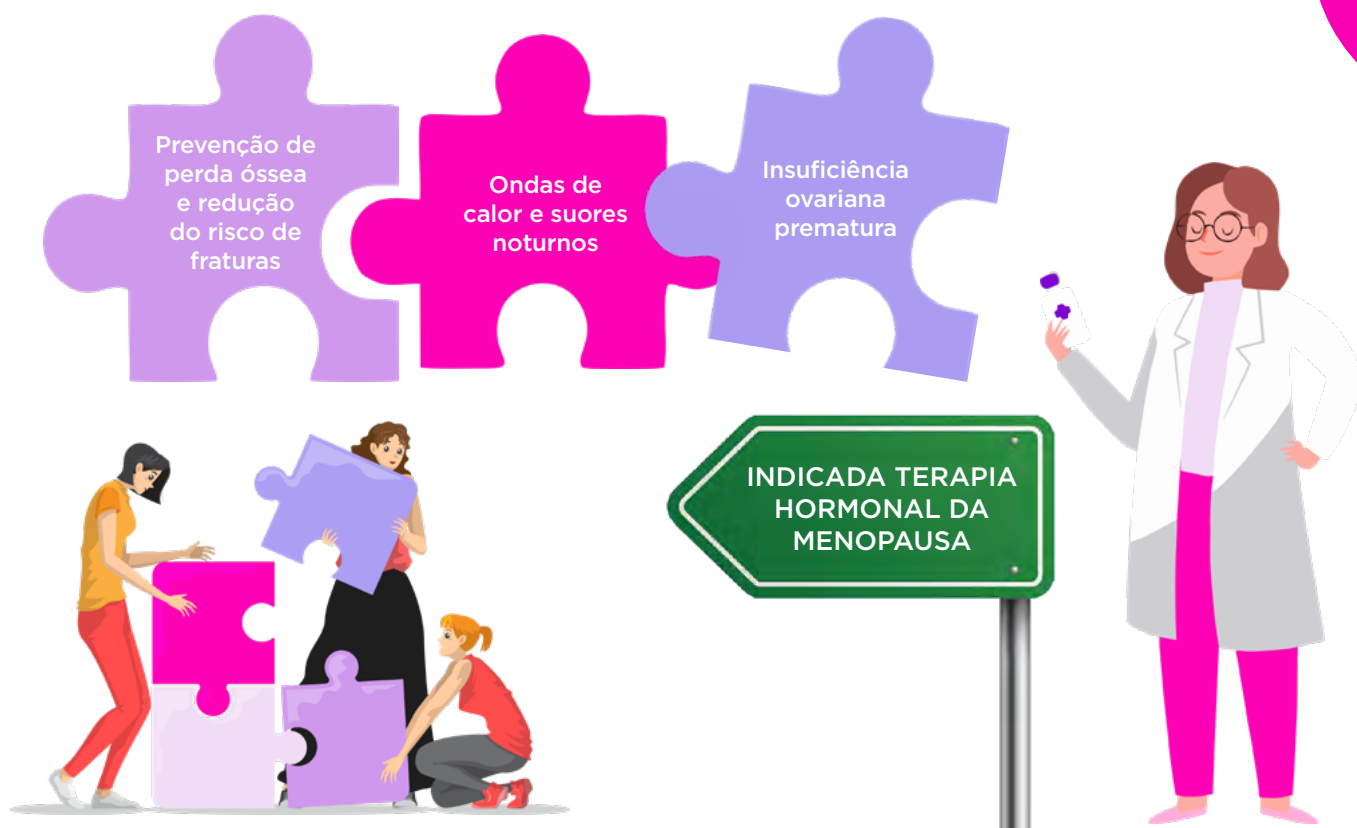 Prevenção de
perda óssea
e redução
do risco de
fraturas
Ondas de
calor e suores
noturnos
Insuficiência
ovariana
prematura
INDICADA TERAPIA
HORMONAL DA
MENOPAUSA